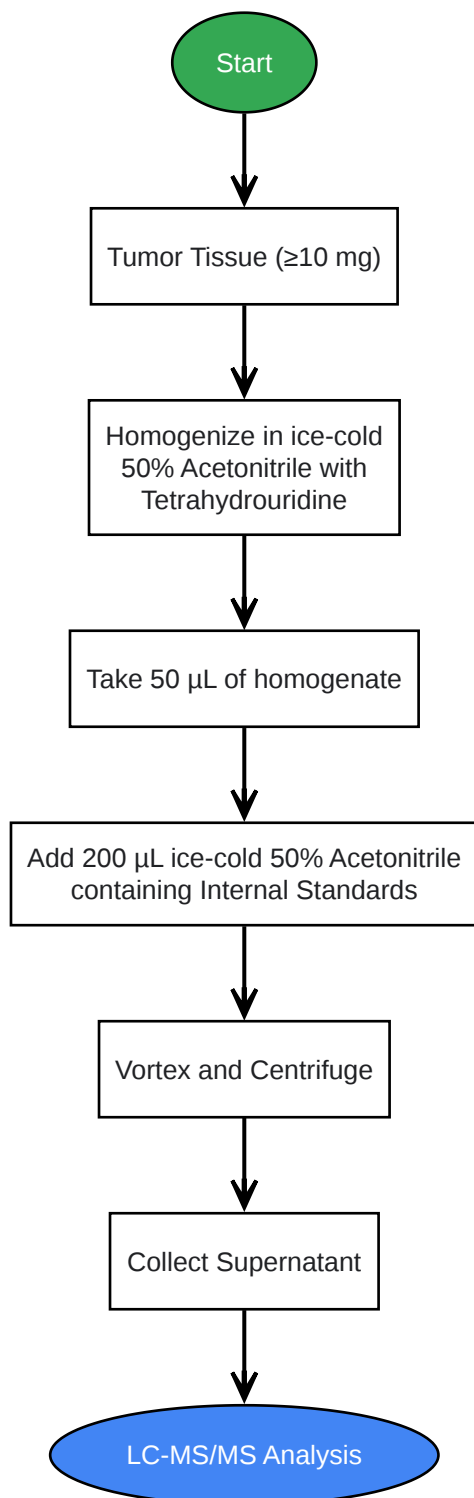 Start
Tumor Tissue (≥10 mg)
Homogenize in ice-cold
50% Acetonitrile with
Tetrahydrouridine
Take 50 µL of homogenate
Add 200 µL ice-cold 50% Acetonitrile
containing Internal Standards
Vortex and Centrifuge
Collect Supernatant
LC-MS/MS Analysis